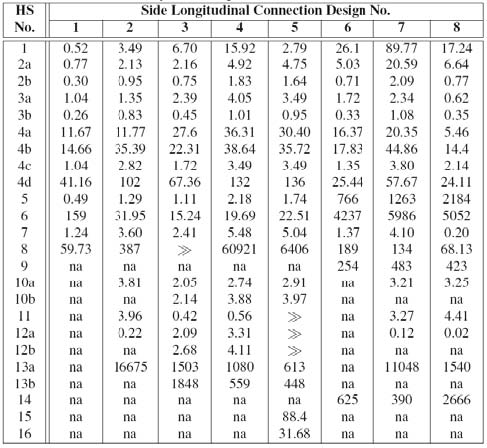 HS Side Longitudinal Connection Design No.
No. 1 2 3 4 5 6 7 8
1 0.52 3.49 6.70 15.92 2.79 26.1 89.77 17.24
2a 0.77 2.13 2.16 4.92 4.75 5.03 20.59 6.64
2b 0.30 0.95 0.75 1.83 1.64 0.71 2.09 0.77
3a 1.04 1.35 2.39 4.05 3.49 1.72 2.34 0.62
3b 0.26 0.83 0.45 1.01 0.95 0.33 1.08 0.35
4a 11.67 11.77 27.6 36.31 30.40 16.37 20.35 5.46
4b 14.66 35.39 22.31 38.64 35.72 17.83 44.86 14.4
4c 1.04 2.82 1.72 3.49 3.49 1.35 3.80 2.14
4d 41.16 102 67.36 132 136 25.44 57.67 24.11
5 0.49 1.29 1.11 2.18 1.74 766 1263 2184
6 159 31.95 15.24 19.69 22.51 4237 5986 5052
7 1.24 3.60 2.41 5.48 5.04 1.37 4.10 0.20
8 59.73 387 ≫ 60921 6406 189 134 68.13
9 na na na na na 254 483 423
10a na 3.81 2.05 2.74 2.91 na 3.21 3.25
10b na na 2.14 3.88 3.97 na na na
11 na 3.96 0.42 0.56 ≫ na 3.27 4.41
12a na 0.22 2.09 3.31 ≫ na 0.12 0.02
12b na na 2.68 4.11 ≫ na na na
13a na 16675 1503 1080 613 na 11048 1540
13b na na 1848 559 448 na na na
14 na na na na na 625 390 2666
15 na na na na 88.4 na na na
16 na na na na 31.68 na na na